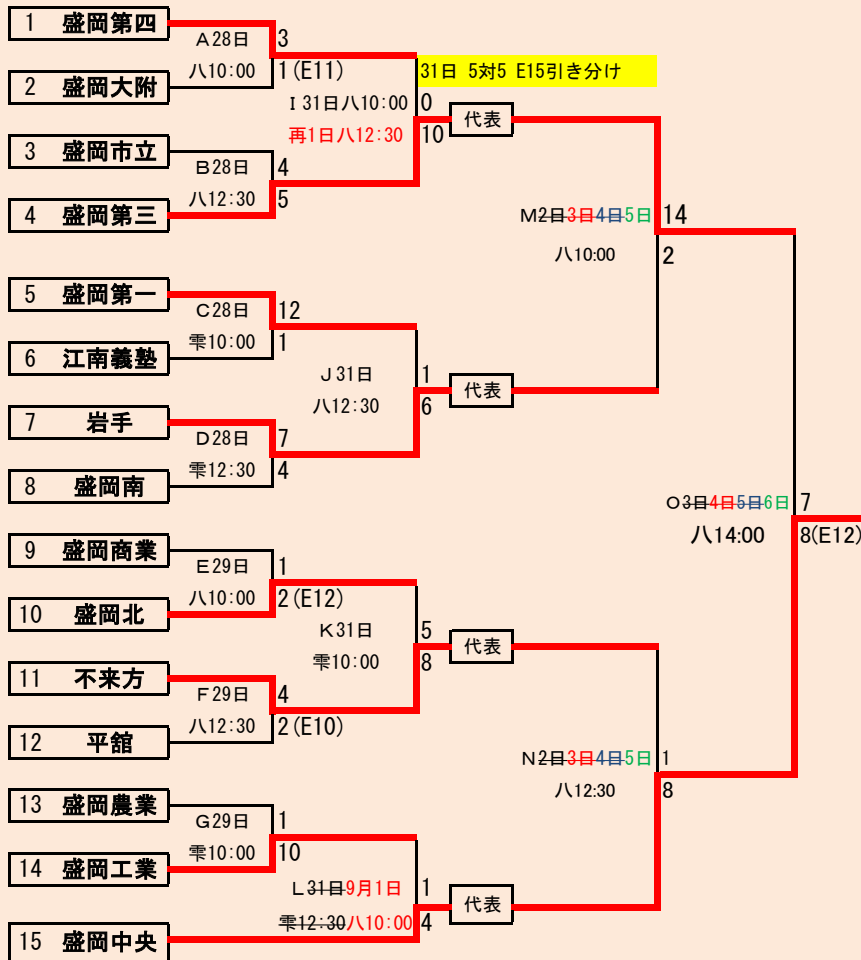 1 盛岡第四
A28日
八10:00
3
1(E11)
2 盛岡大附
31日 5対5 E15引き分け
I 31日八10:00
再1日八12:30
0
10
代表
3 盛岡市立
B28日
八12:30
4
5
4 盛岡第三
M2日3日4日5日
八10:00
14
2
5 盛岡第一
C28日
雫10:00
12
1
6 江南義塾
J31日
八12:30
1
6
代表
7 岩手
D28日
雫12:30
7
4
8 盛岡南
O3日4日5日6日
八14:00
7
8(E12)
9 盛岡商業
E29日
八10:00
1
2(E12)
10 盛岡北
K31日
雫10:00
5
8
代表
11 不来方
F29日
八12:30
4
2(E10)
12 平舘
N2日3日4日5日
八12:30
1
8
13 盛岡農業
G29日
雫10:00
1
10
14 盛岡工業
L31日9月1日
雫12:30八10:00
1
4
代表
15 盛岡中央